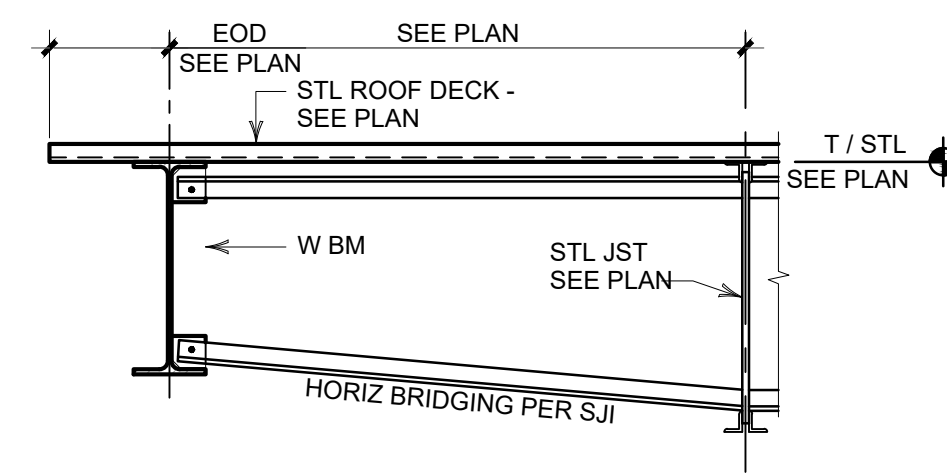 EOD
SEE PLAN
SEE PLAN
STL ROOF DECK -
SEE PLAN
T / STL
SEE PLAN
W BM
STL JST
SEE PLAN
HORIZ BRIDGING PER SJI